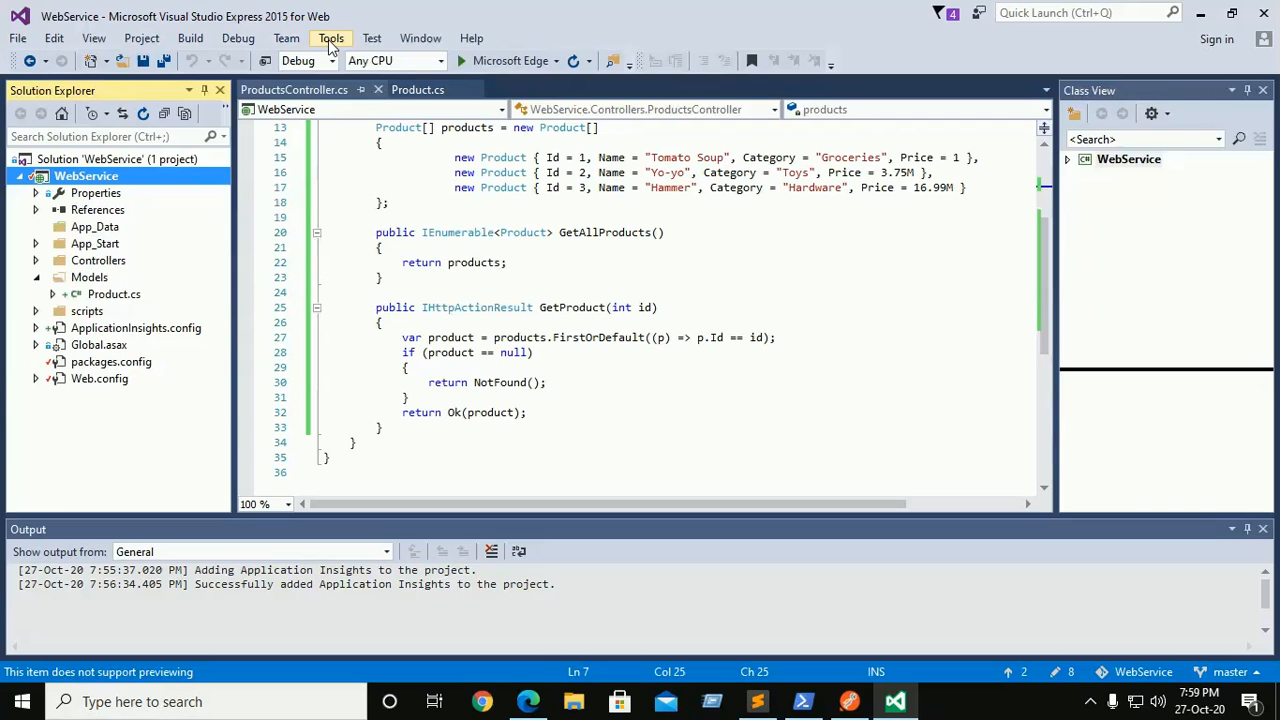 WebService - Microsoft Visual Studio Express 2015 for Web
4
Quick Launch (Ctrl+Q)
File Edit View Project Build Debug Team Tools Test Window Help
Sign in
Debug Any CPU Microsoft Edge
Solution Explorer
Search Solution Explorer (Ctrl+;)
Solution 'WebService' (1 project)
WebService
Properties
References
App_Data
App_Start
Controllers
Models
Product.cs
scripts
ApplicationInsights.config
Global.asax
packages.config
Web.config
ProductsController.cs Product.cs
WebService WebService.Controllers.ProductsController products
13 Product[] products = new Product[]
14 {
15 new Product { Id = 1, Name = "Tomato Soup", Category = "Groceries", Price = 1 },
16 new Product { Id = 2, Name = "Yo-yo", Category = "Toys", Price = 3.75M },
17 new Product { Id = 3, Name = "Hammer", Category = "Hardware", Price = 16.99M }
18 };
19
20 public IEnumerable<Product> GetAllProducts()
21 {
22 return products;
23 }
24
25 public IHttpActionResult GetProduct(int id)
26 {
27 var product = products.FirstOrDefault((p) => p.Id == id);
28 if (product == null)
29 {
30 return NotFound();
31 }
32 return Ok(product);
33 }
34 }
35 }
36
100 %
Class View
<Search>
WebService
Output
Show output from: General
[27-Oct-20 7:55:37.020 PM] Adding Application Insights to the project.
[27-Oct-20 7:56:34.405 PM] Successfully added Application Insights to the project.
This item does not support previewing Ln 7 Col 25 Ch 25 INS 2 8 WebService master
Type here to search
7:59 PM
27-Oct-20
1